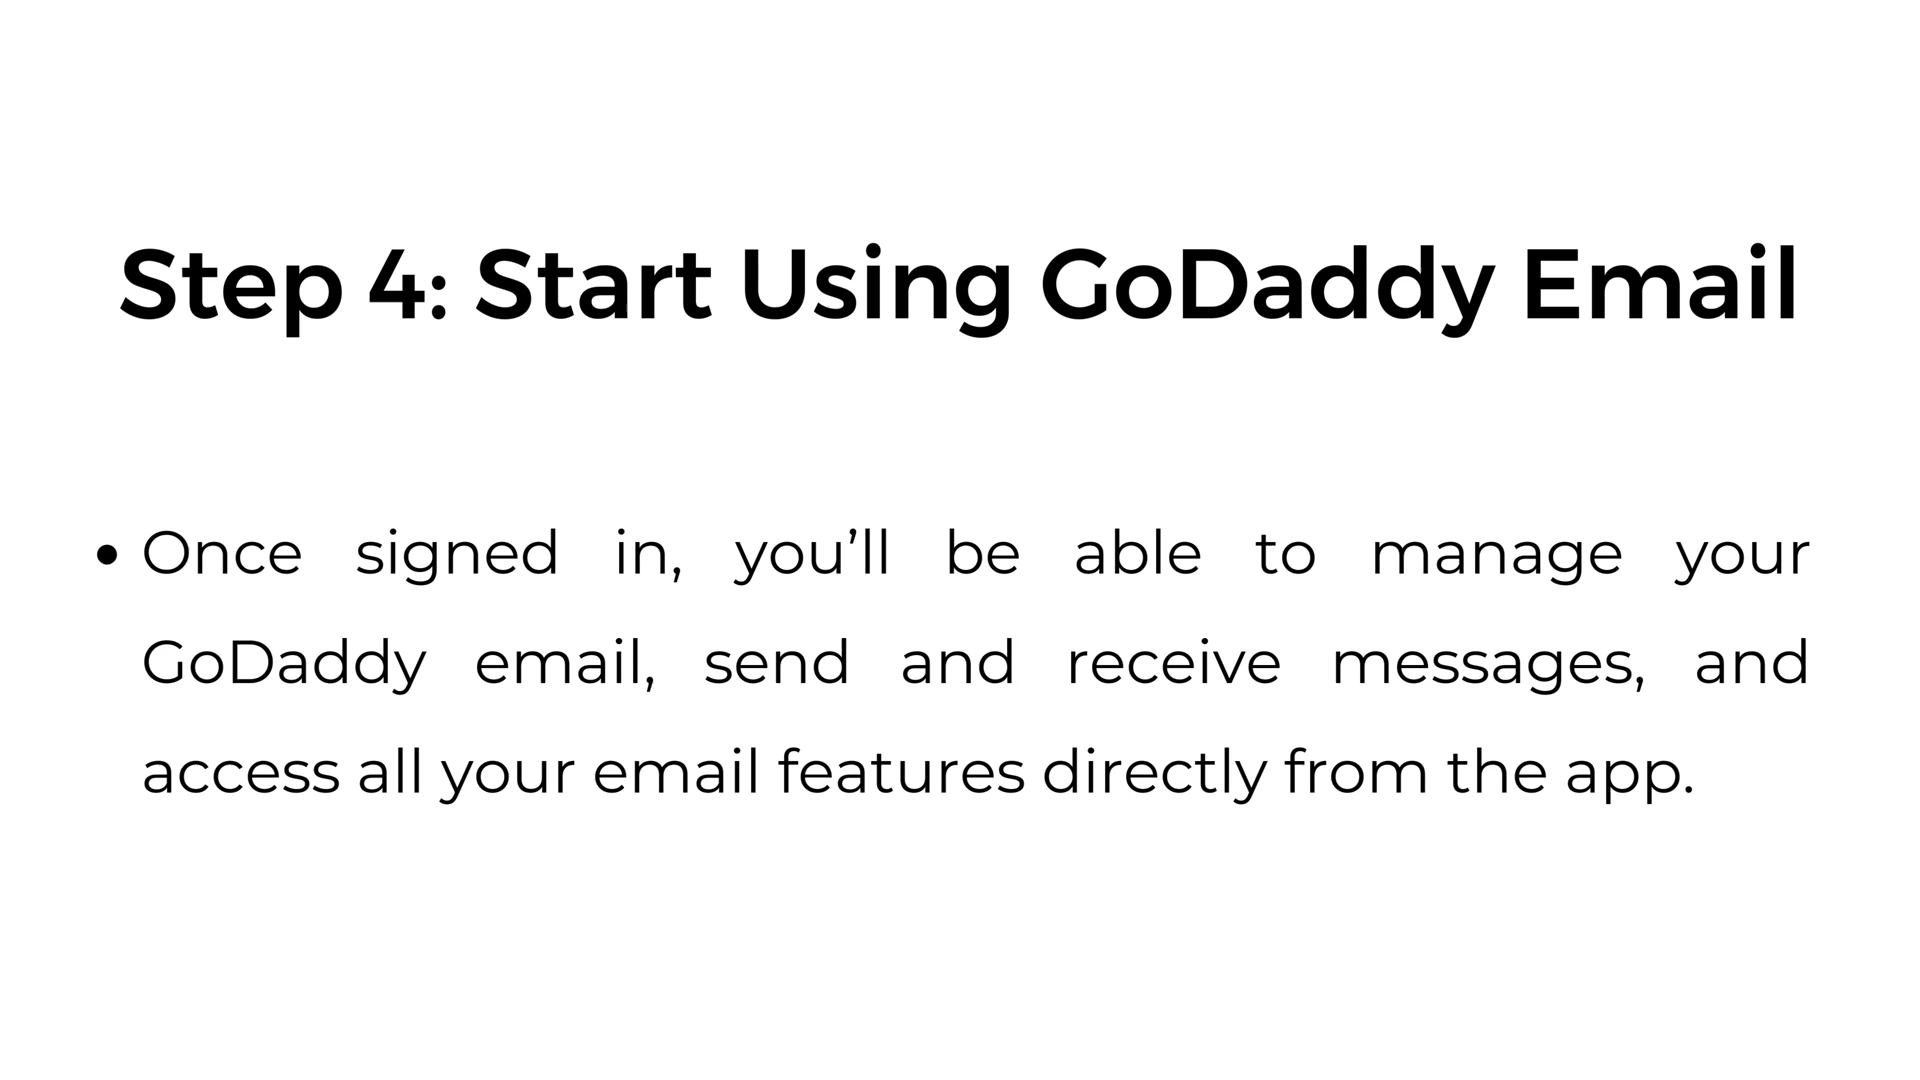 Step 4: Start Using GoDaddy Email
• Once signed in, you’ll be able to manage your
GoDaddy email, send and receive messages, and
access all your email features directly from the app.